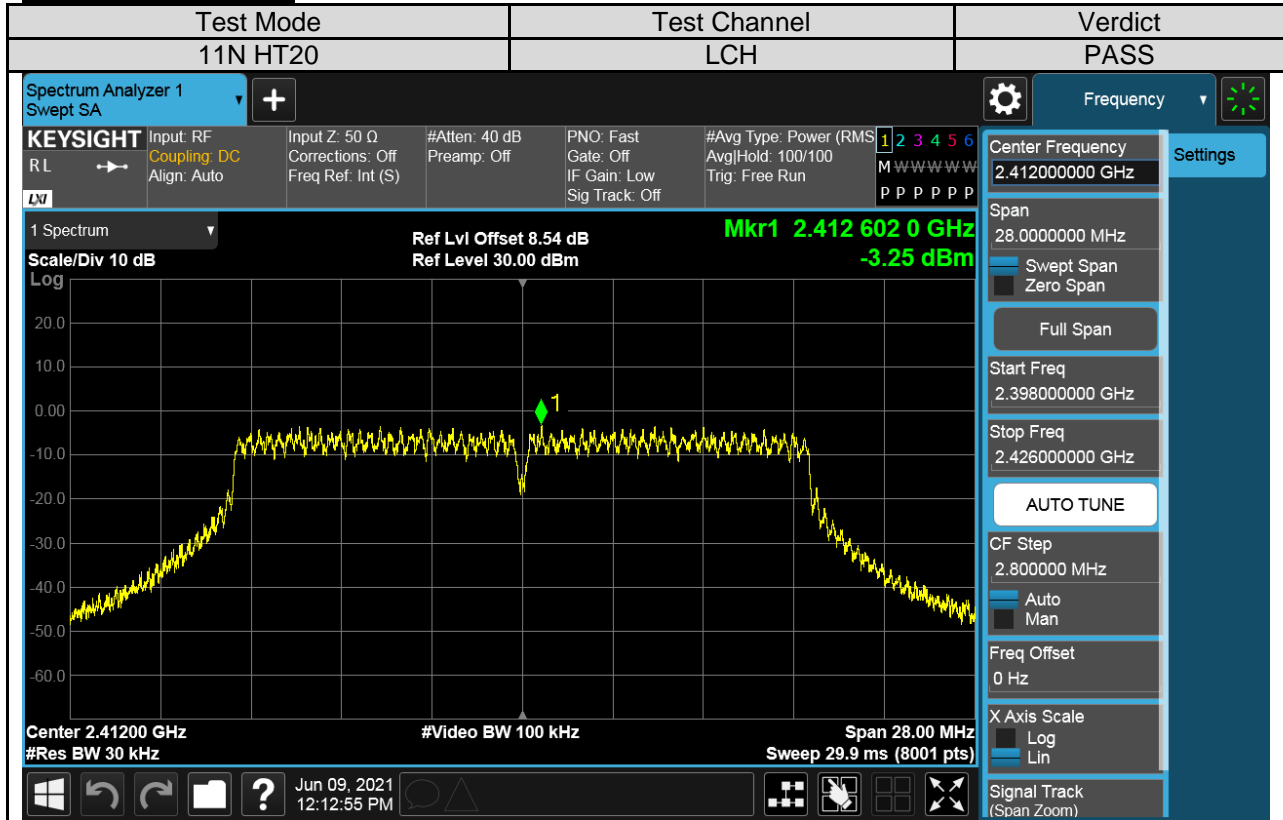 Test Mode Test Channel Verdict
11N HT20 LCH PASS
Spectrum Analyzer 1
Swept SA
+
Frequency
KEYSIGHT Input: RF Input Z: 50 Ω #Atten: 40 dB PNO: Fast #Avg Type: Power (RMS 1 2 3 4 5 6
R L Coupling: DC Corrections: Off Preamp: Off Gate: Off Avg|Hold: 100/100 M W W W W W
Align: Auto Freq Ref: Int (S) IF Gain: Low Trig: Free Run
LXI Sig Track: Off P P P P P P
1 Spectrum Ref Lvl Offset 8.54 dB Mkr1 2.412 602 0 GHz
Scale/Div 10 dB Ref Level 30.00 dBm -3.25 dBm
Log
20.0
10.0
0.00
1
-10.0
-20.0
-30.0
-40.0
-50.0
-60.0
Center 2.41200 GHz #Video BW 100 kHz Span 28.00 MHz
#Res BW 30 kHz Sweep 29.9 ms (8001 pts)
? Jun 09, 2021
12:12:55 PM
Center Frequency
2.412000000 GHz
Settings
Span
28.0000000 MHz
Swept Span
Zero Span
Full Span
Start Freq
2.398000000 GHz
Stop Freq
2.426000000 GHz
AUTO TUNE
CF Step
2.800000 MHz
Auto
Man
Freq Offset
0 Hz
X Axis Scale
Log
Lin
Signal Track
(Span Zoom)